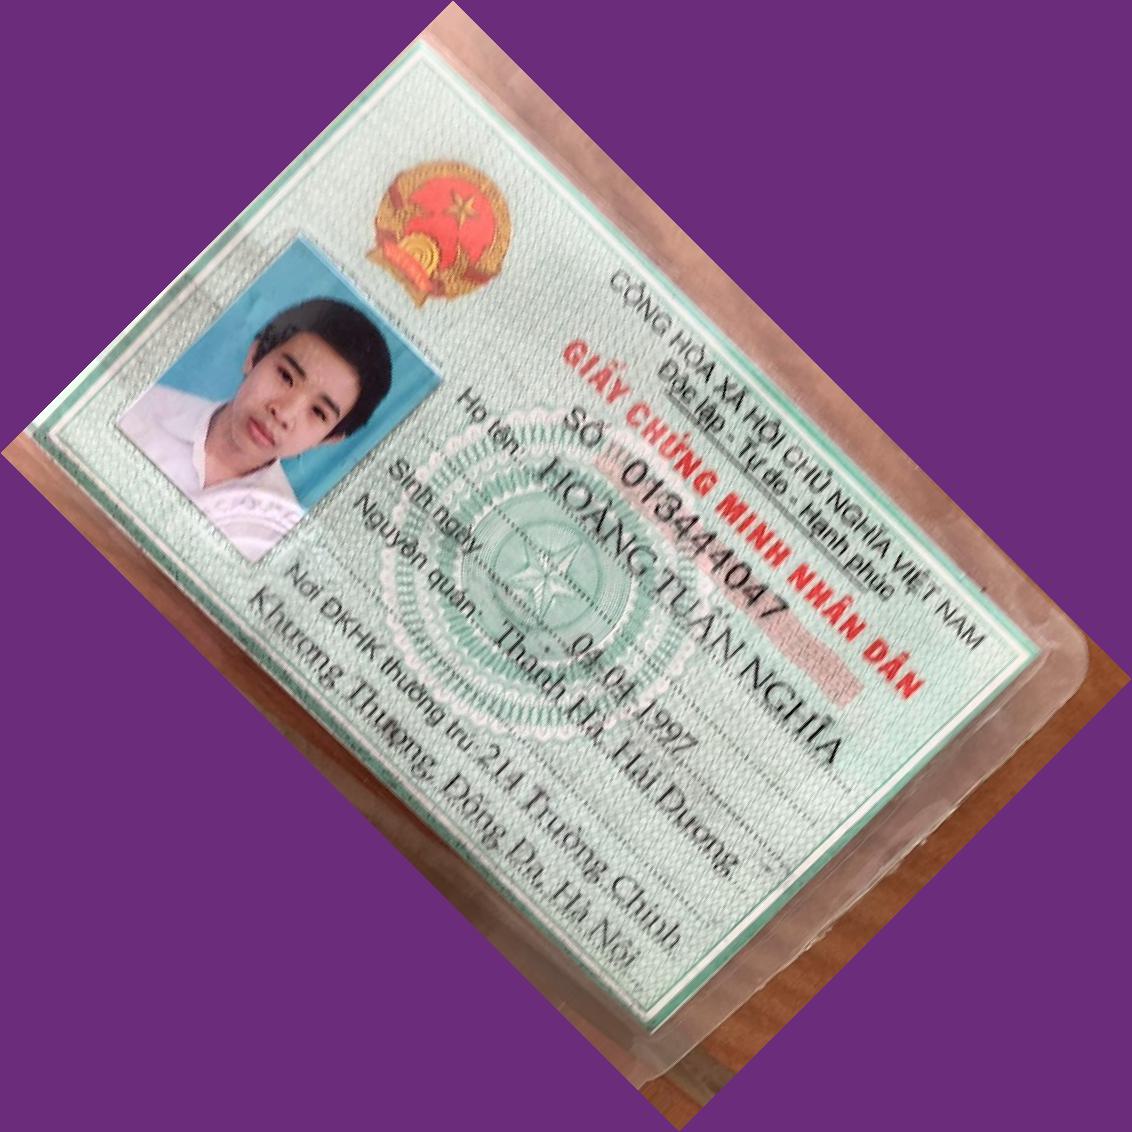 CỘNG HÒA XÃ HỘI CHỦ NGHĨA VIỆT NAM
Độc lập - Tự do - Hạnh phúc
GIẤY CHỨNG MINH NHÂN DÂN
SỐ 013444047
Họ tên: HOÀNG TUẤN NGHĨA
Sinh ngày 04-1997
Nguyên quán: Thanh Hà, Hải Dương
Nơi ĐKHK thường trú: 214 Trường Chinh
Khương Thượng, Đống Đa, Hà Nội